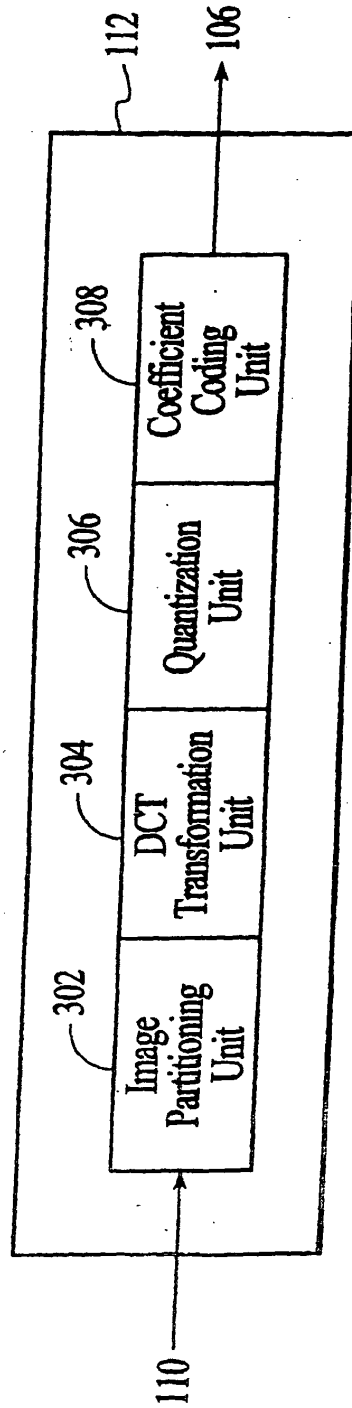 112
302
304
306
308
110
Image
Partitioning
Unit
DCT
Transformation
Unit
Quantization
Unit
Coefficient
Coding
Unit
106